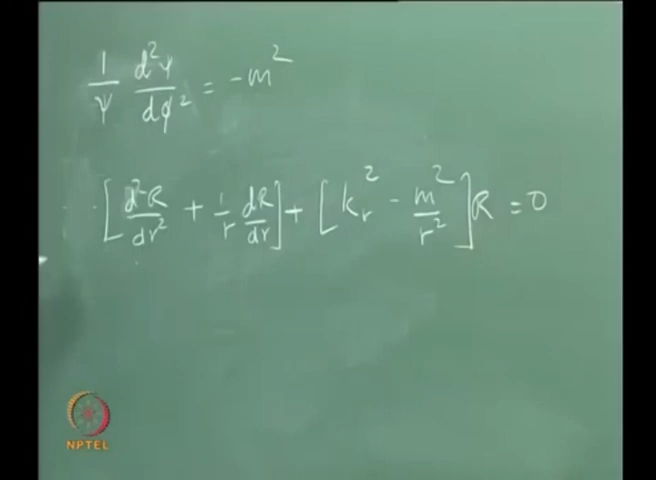 1/ψ d²ψ/dφ² = -m²
[d²R/dr² + 1/r dR/dr] + [k_r² - m²/r²]R = 0
NPTEL